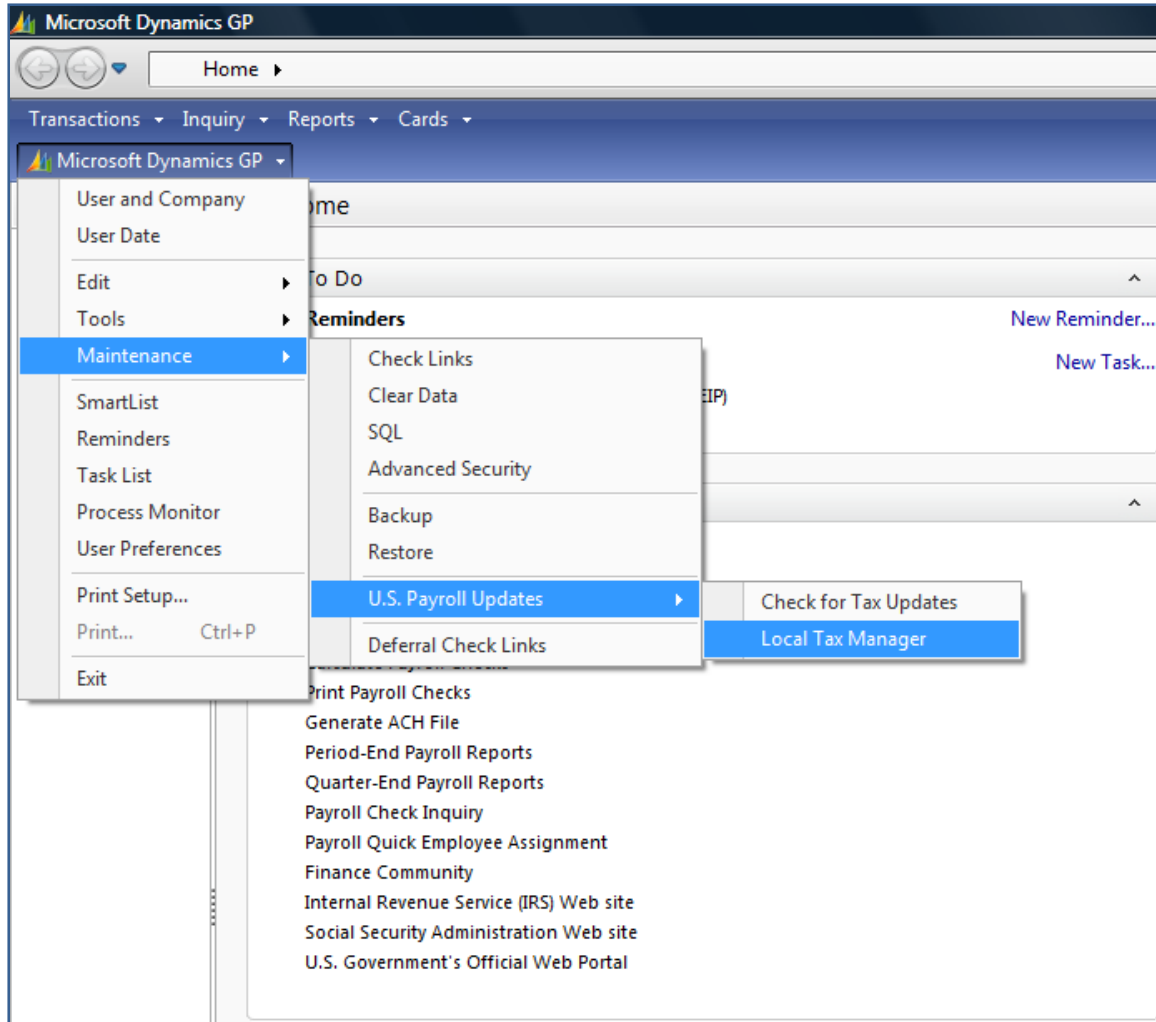 Microsoft Dynamics GP
Home
Transactions Inquiry Reports Cards
Microsoft Dynamics GP
User and Company
User Date
Edit
Tools
Maintenance
SmartList
Reminders
Task List
Process Monitor
User Preferences
Print Setup...
Print... Ctrl+P
Exit
Check Links
Clear Data
SQL
Advanced Security
Backup
Restore
U.S. Payroll Updates
Deferral Check Links
Check for Tax Updates
Local Tax Manager
ome
To Do
Reminders
New Reminder...
New Task...
EIP)
Print Payroll Checks
Generate ACH File
Period-End Payroll Reports
Quarter-End Payroll Reports
Payroll Check Inquiry
Payroll Quick Employee Assignment
Finance Community
Internal Revenue Service (IRS) Web site
Social Security Administration Web site
U.S. Government's Official Web Portal